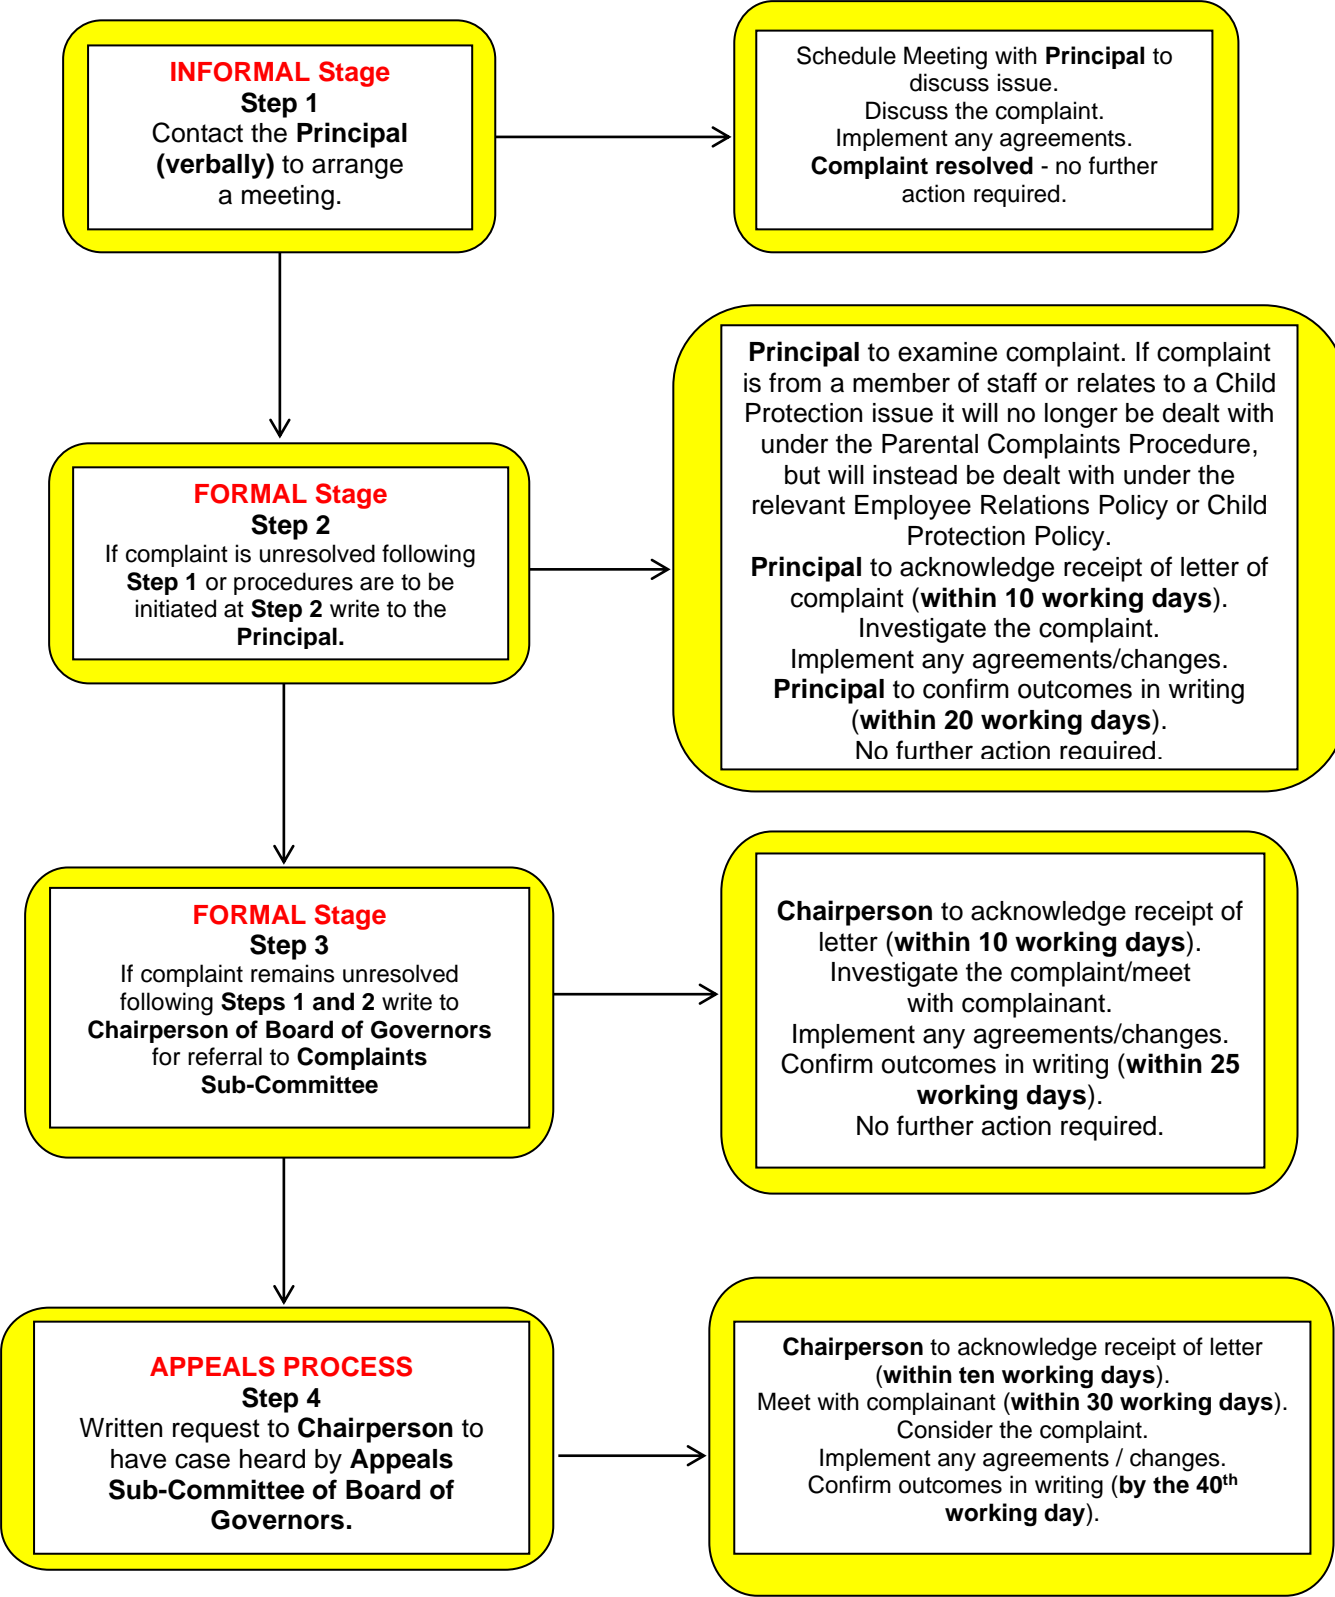 INFORMAL Stage
Step 1
Contact the Principal
(verbally) to arrange
a meeting.
Schedule Meeting with Principal to
discuss issue.
Discuss the complaint.
Implement any agreements.
Complaint resolved - no further
action required.
FORMAL Stage
Step 2
If complaint is unresolved following
Step 1 or procedures are to be
initiated at Step 2 write to the
Principal.
Principal to examine complaint. If complaint
is from a member of staff or relates to a Child
Protection issue it will no longer be dealt with
under the Parental Complaints Procedure,
but will instead be dealt with under the
relevant Employee Relations Policy or Child
Protection Policy.
Principal to acknowledge receipt of letter of
complaint (within 10 working days).
Investigate the complaint.
Implement any agreements/changes.
Principal to confirm outcomes in writing
(within 20 working days).
No further action required.
FORMAL Stage
Step 3
If complaint remains unresolved
following Steps 1 and 2 write to
Chairperson of Board of Governors
for referral to Complaints
Sub-Committee
Chairperson to acknowledge receipt of
letter (within 10 working days).
Investigate the complaint/meet
with complainant.
Implement any agreements/changes.
Confirm outcomes in writing (within 25
working days).
No further action required.
APPEALS PROCESS
Step 4
Written request to Chairperson to
have case heard by Appeals
Sub-Committee of Board of
Governors.
Chairperson to acknowledge receipt of letter
(within ten working days).
Meet with complainant (within 30 working days).
Consider the complaint.
Implement any agreements / changes.
Confirm outcomes in writing (by the 40th
working day).